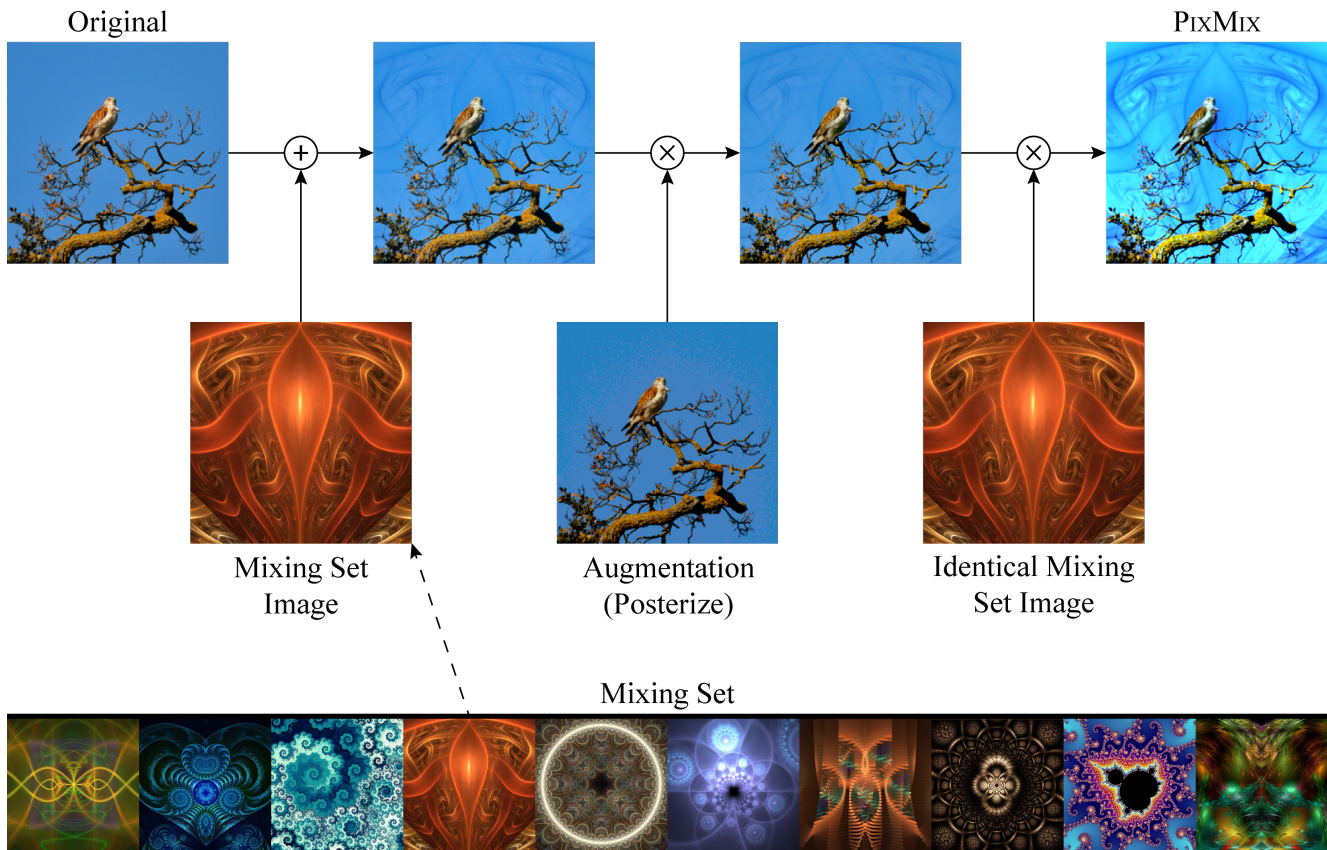 Original
PIXMIX
Mixing Set
Image
Augmentation
(Posterize)
Identical Mixing
Set Image
Mixing Set